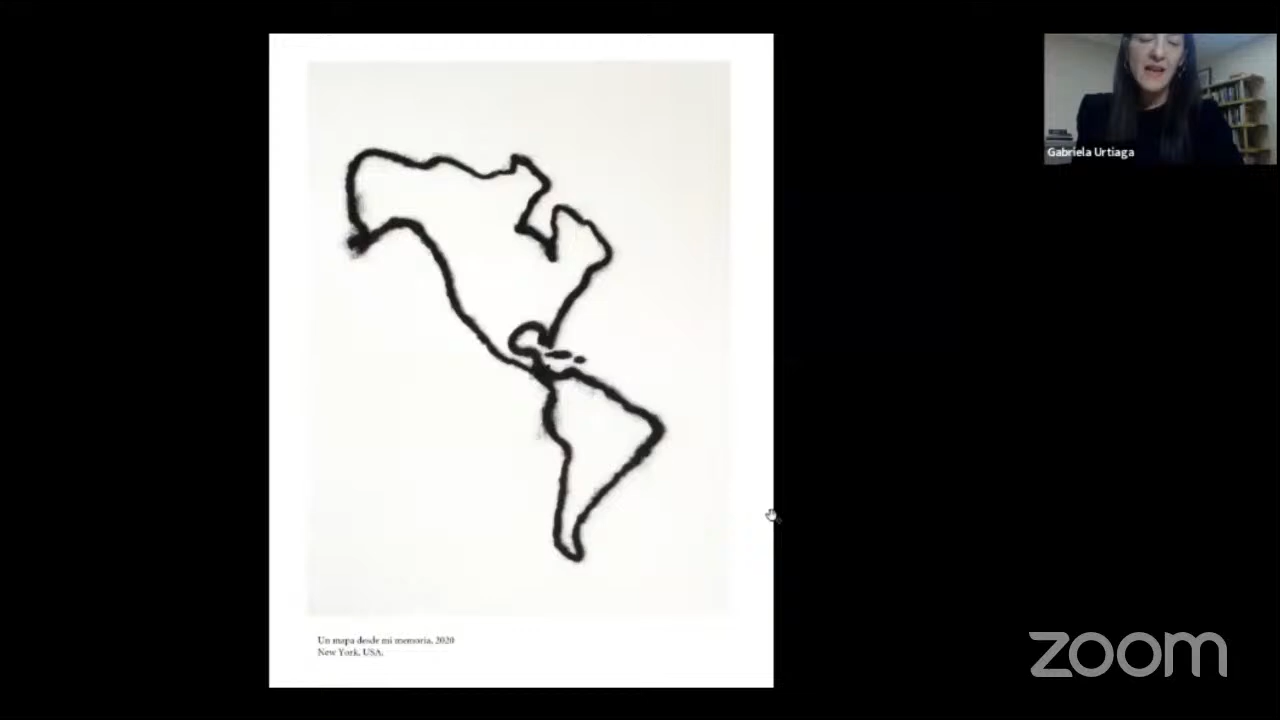 Gabriela Urtiaga
Un mapa desde mi memoria, 2020
New York, USA.
zoom